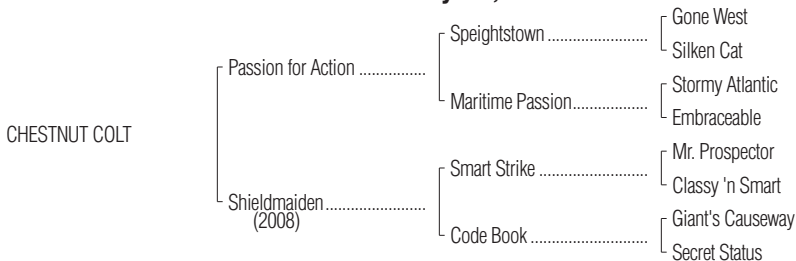 Gone West
Speightstown
Silken Cat
Passion for Action
Stormy Atlantic
Maritime Passion
Embraceable
CHESTNUT COLT
Mr. Prospector
Smart Strike
Classy 'n Smart
Shieldmaiden
(2008)
Giant's Causeway
Code Book
Secret Status